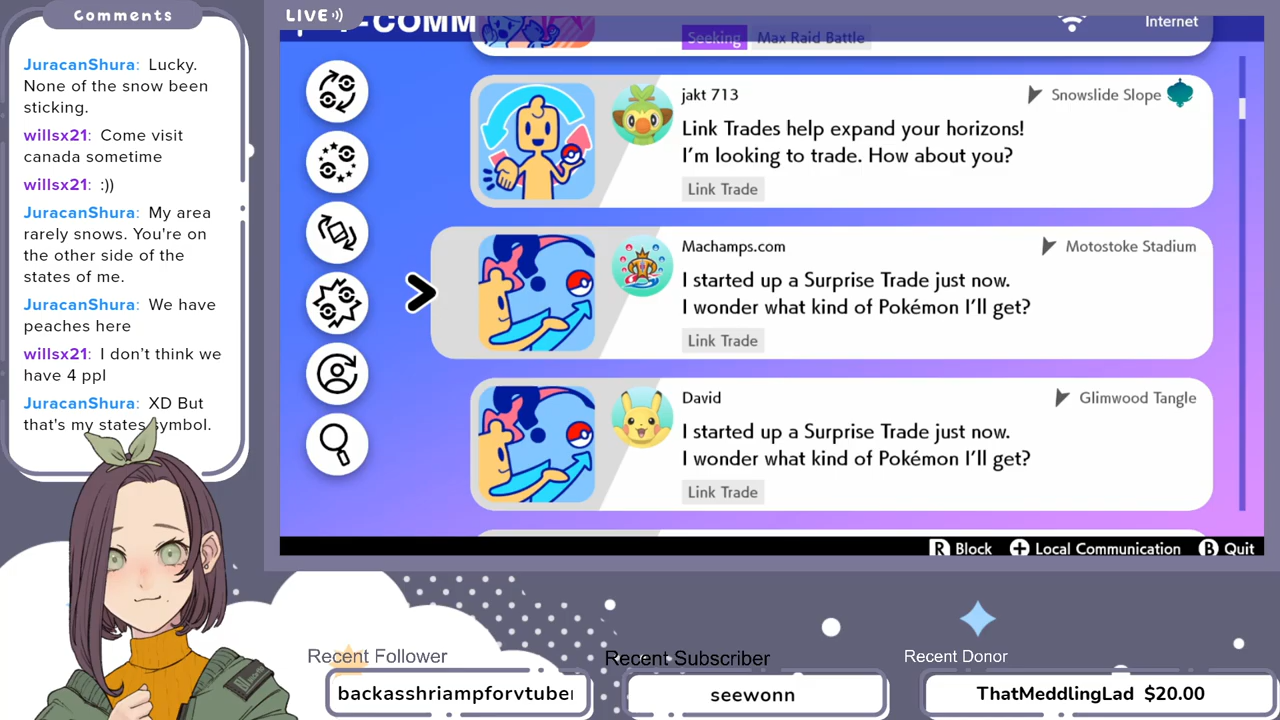 Comments
JuracanShura: Lucky.
None of the snow been
sticking.
willsx21: Come visit
canada sometime
willsx21: :))
JuracanShura: My area
rarely snows. You're on
the other side of the
states of me.
JuracanShura: We have
peaches here
willsx21: I don't think we
have 4 ppl
JuracanShura: XD But
that's my states symbol.
LIVE
Y-COMM
Internet
Seeking Max Raid Battle
jakt 713
Snowslide Slope
Link Trades help expand your horizons!
I'm looking to trade. How about you?
Link Trade
Machamps.com
Motostoke Stadium
I started up a Surprise Trade just now.
I wonder what kind of Pokémon I'll get?
Link Trade
David
Glimwood Tangle
I started up a Surprise Trade just now.
I wonder what kind of Pokémon I'll get?
Link Trade
R Block + Local Communication B Quit
Recent Follower
backasshriampforvtuber
Recent Subscriber
seewonn
Recent Donor
ThatMeddlingLad $20.00